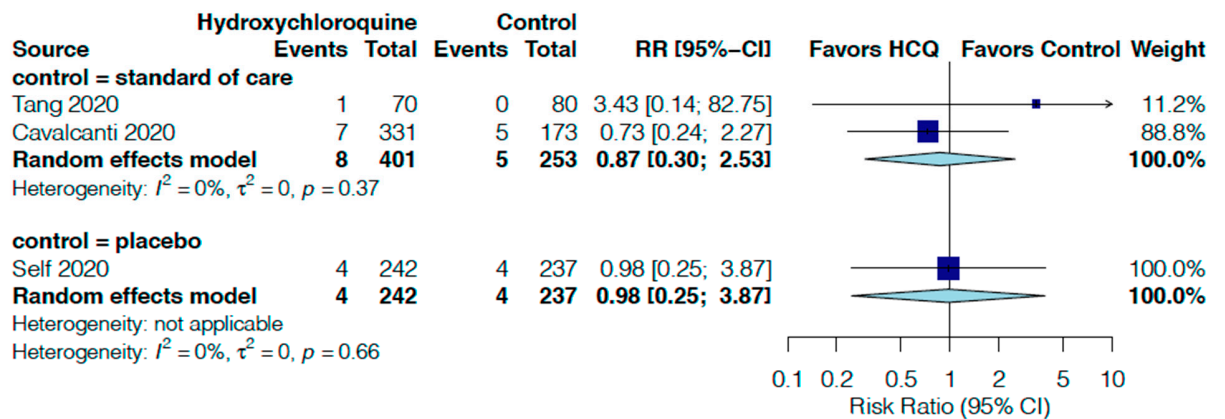 Hydroxychloroquine Control
Source Events Total Events Total RR [95%−CI] Favors HCQ Favors Control Weight
control = standard of care
Tang 2020 1 70 0 80 3.43 [0.14; 82.75] 11.2%
Cavalcanti 2020 7 331 5 173 0.73 [0.24; 2.27] 88.8%
Random effects model 8 401 5 253 0.87 [0.30; 2.53] 100.0%
Heterogeneity: I² = 0%, τ² = 0, p = 0.37
control = placebo
Self 2020 4 242 4 237 0.98 [0.25; 3.87] 100.0%
Random effects model 4 242 4 237 0.98 [0.25; 3.87] 100.0%
Heterogeneity: not applicable
Heterogeneity: I² = 0%, τ² = 0, p = 0.66
0.1 0.2 0.5 1 2 5 10
Risk Ratio (95% CI)